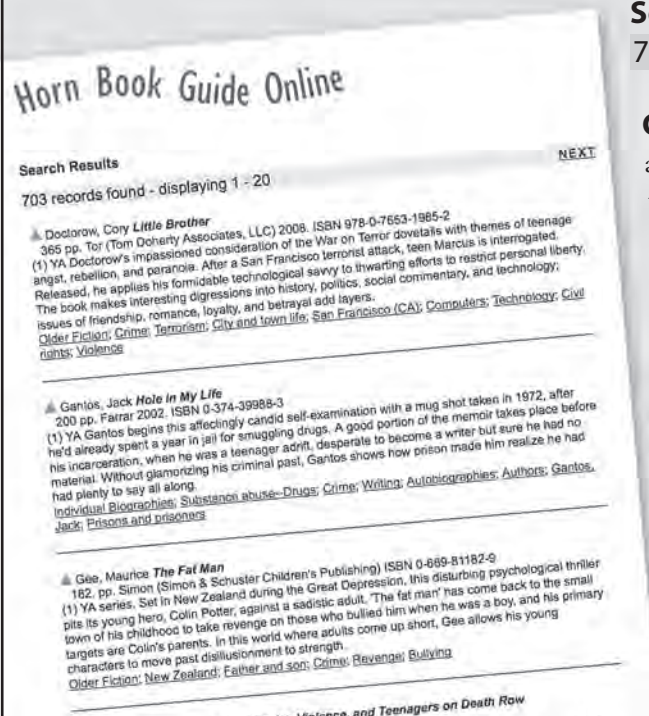 Horn Book Guide Online
Search Results
NEXT
703 records found - displaying 1 - 20
Doctorow, Cory Little Brother
365 pp. Tor (Tom Doherty Associates, LLC) 2008. ISBN 978-0-7653-1985-2
(1) YA Doctorow's impassioned consideration of the War on Terror dovetails with themes of teenage
angst, rebellion, and paranoia. After a San Francisco terrorist attack, teen Marcus is interrogated.
Released, he applies his formidable technological savvy to thwarting efforts to restrict personal liberty.
The book makes interesting digressions into history, politics, social commentary, and technology;
issues of friendship, romance, loyalty, and betrayal add layers.
Older Fiction; Crime; Terrorism; City and town life; San Francisco (CA); Computers; Technology; Civil
rights; Violence
Gantos, Jack Hole in My Life
200 pp. Farrar 2002. ISBN 0-374-39988-3
(1) YA Gantos begins this affectingly candid self-examination with a mug shot taken in 1972, after
he'd already spent a year in jail for smuggling drugs. A good portion of the memoir takes place before
his incarceration, when he was a teenager adrift, desperate to become a writer but sure he had no
material. Without glamorizing his criminal past, Gantos shows how prison made him realize he had
had plenty to say all along.
Individual Biographies; Substance abuse--Drugs; Crime; Writing; Autobiographies; Authors; Gantos,
Jack; Prisons and prisoners
Gee, Maurice The Fat Man
182. pp. Simon (Simon & Schuster Children's Publishing) ISBN 0-689-81182-9
(1) YA series. Set in New Zealand during the Great Depression, this disturbing psychological thriller
pits its young hero, Colin Potter, against a sadistic adult. 'The fat man' has come back to the small
town of his childhood to take revenge on those who bullied him when he was a boy, and his primary
targets are Colin's parents. In this world where adults come up short, Gee allows his young
characters to move past disillusionment to strength.
Older Fiction; New Zealand; Father and son; Crime; Revenge; Bullying
Violence, and Teenagers on Death Row
7